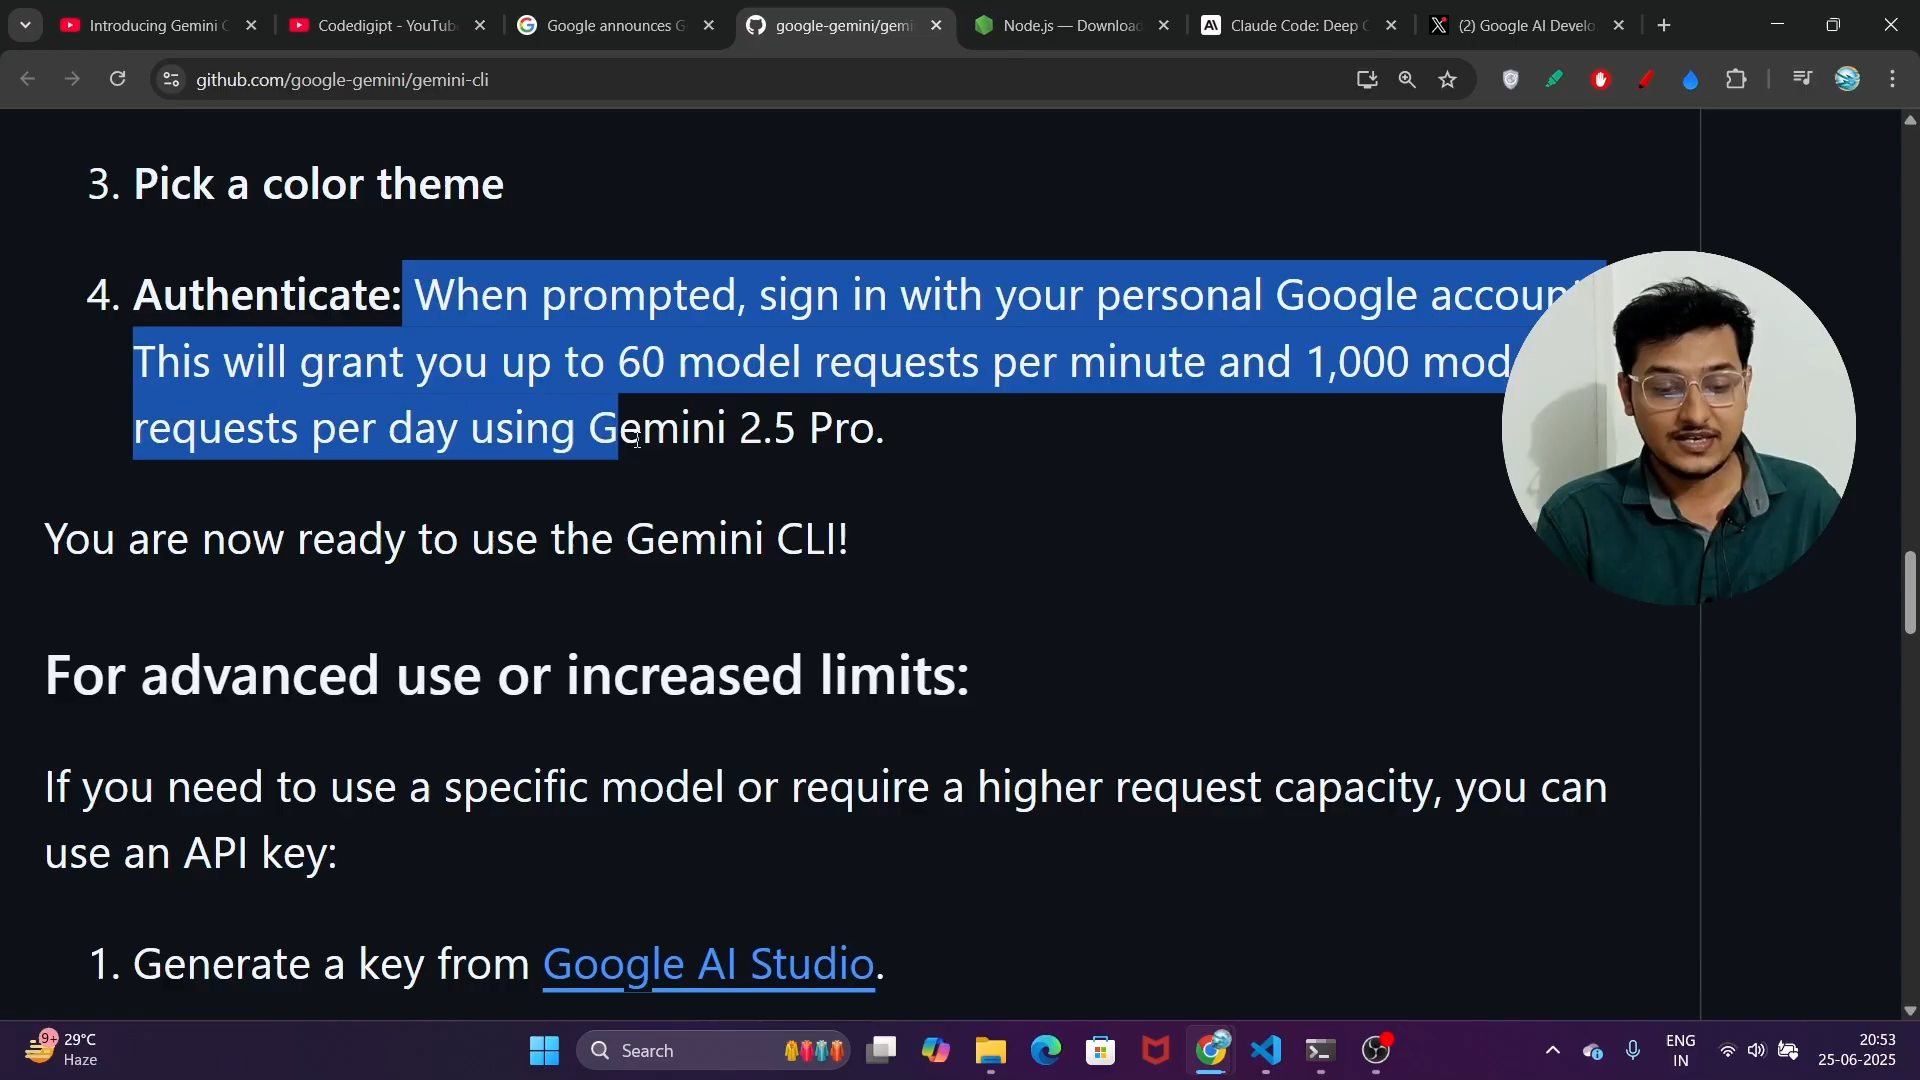 Introducing Gemini
Codedigipt - YouTub
Google announces G
google-gemini/gemi
Node.js — Download
Claude Code: Deep
(2) Google AI Develo
github.com/google-gemini/gemini-cli
3. Pick a color theme
4. Authenticate: When prompted, sign in with your personal Google account
This will grant you up to 60 model requests per minute and 1,000 mod
requests per day using Gemini 2.5 Pro.
You are now ready to use the Gemini CLI!
For advanced use or increased limits:
If you need to use a specific model or require a higher request capacity, you can
use an API key:
1. Generate a key from Google AI Studio.
9+
29°C
Haze
Search
ENG
IN
20:53
25-06-2025